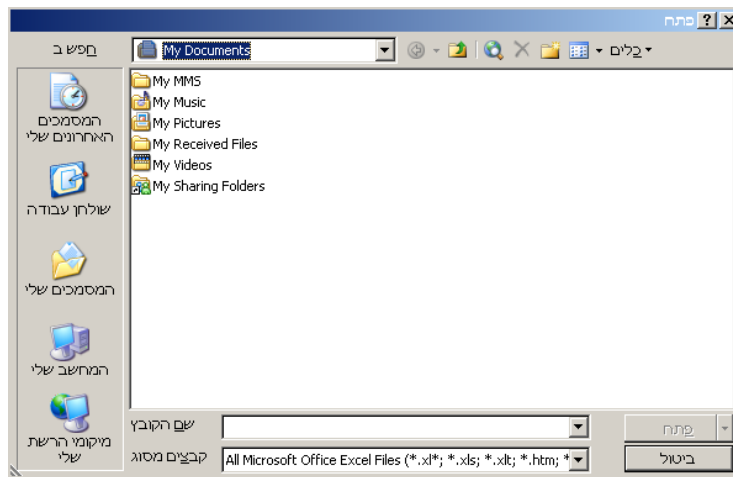 פתח
חפש ב
My Documents
כלים
My MMS
My Music
My Pictures
My Received Files
My Videos
My Sharing Folders
המסמכים
האחרונים שלי
שולחן עבודה
המסמכים שלי
המחשב שלי
מיקומי הרשת
שלי
שם הקובץ
פתח
קבצים מסוג
All Microsoft Office Excel Files (*.xl*; *.xls; *.xlt; *.htm; *
ביטול